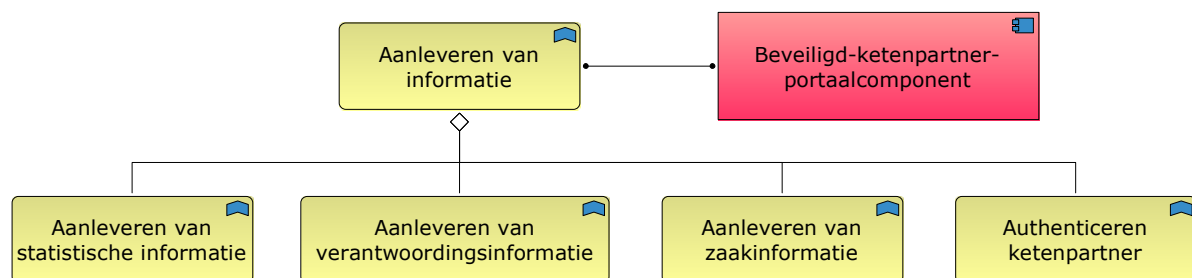 Aanleveren van
informatie
Beveiligd-ketenpartner-
portaalcomponent
Aanleveren van
statistische informatie
Aanleveren van
verantwoordingsinformatie
Aanleveren van
zaakinformatie
Authenticeren
ketenpartner